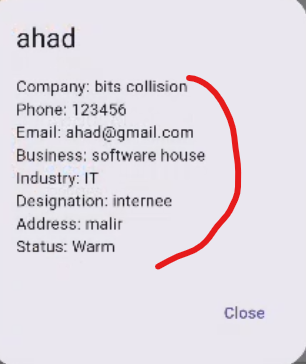 ahad
Company: bits collision
Phone: 123456
Email: ahad@gmail.com
Business: software house
Industry: IT
Designation: internee
Address: malir
Status: Warm
Close